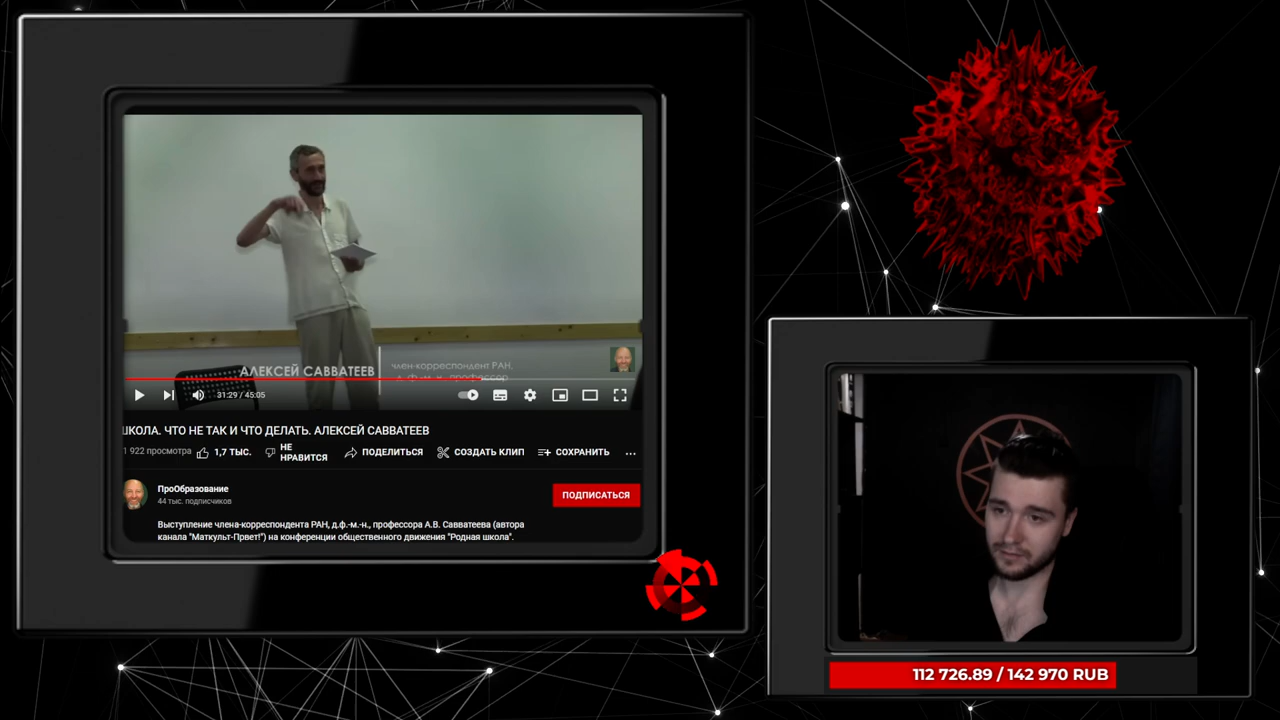 АЛЕКСЕЙ САВВАТЕЕВ
член-корреспондент РАН,
д. ф.-м. н., профессор
31:29 / 45:05
ШКОЛА. ЧТО НЕ ТАК И ЧТО ДЕЛАТЬ. АЛЕКСЕЙ САВВАТЕЕВ
1 922 просмотра
1,7 ТЫС.
НЕ
НРАВИТСЯ
ПОДЕЛИТЬСЯ
СОЗДАТЬ КЛИП
СОХРАНИТЬ
ПроОбразование
44 тыс. подписчиков
ПОДПИСАТЬСЯ
Выступление члена-корреспондента РАН, д.ф.-м.-н., профессора А.В. Савватеева (автора
канала "Маткульт-Првет!") на конференции общественного движения "Родная школа".
112 726.89 / 142 970 RUB